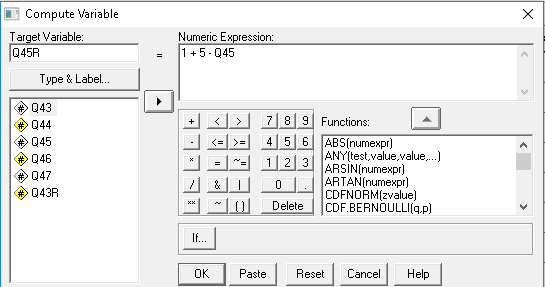 Compute Variable
Target Variable:
Q45R
=
Numeric Expression:
1 + 5 - Q45
Type & Label...
Q43
Q44
Q45
Q46
Q47
Q43R
+ < > 7 8 9
- <= >= 4 5 6
* = ~= 1 2 3
/ & | 0 .
** ~ ( ) Delete
Functions:
ABS(numexpr)
ANY(test,value,value,...)
ARSIN(numexpr)
ARTAN(numexpr)
CDFNORM(zvalue)
CDF.BERNOULLI(q,p)
If...
OK Paste Reset Cancel Help